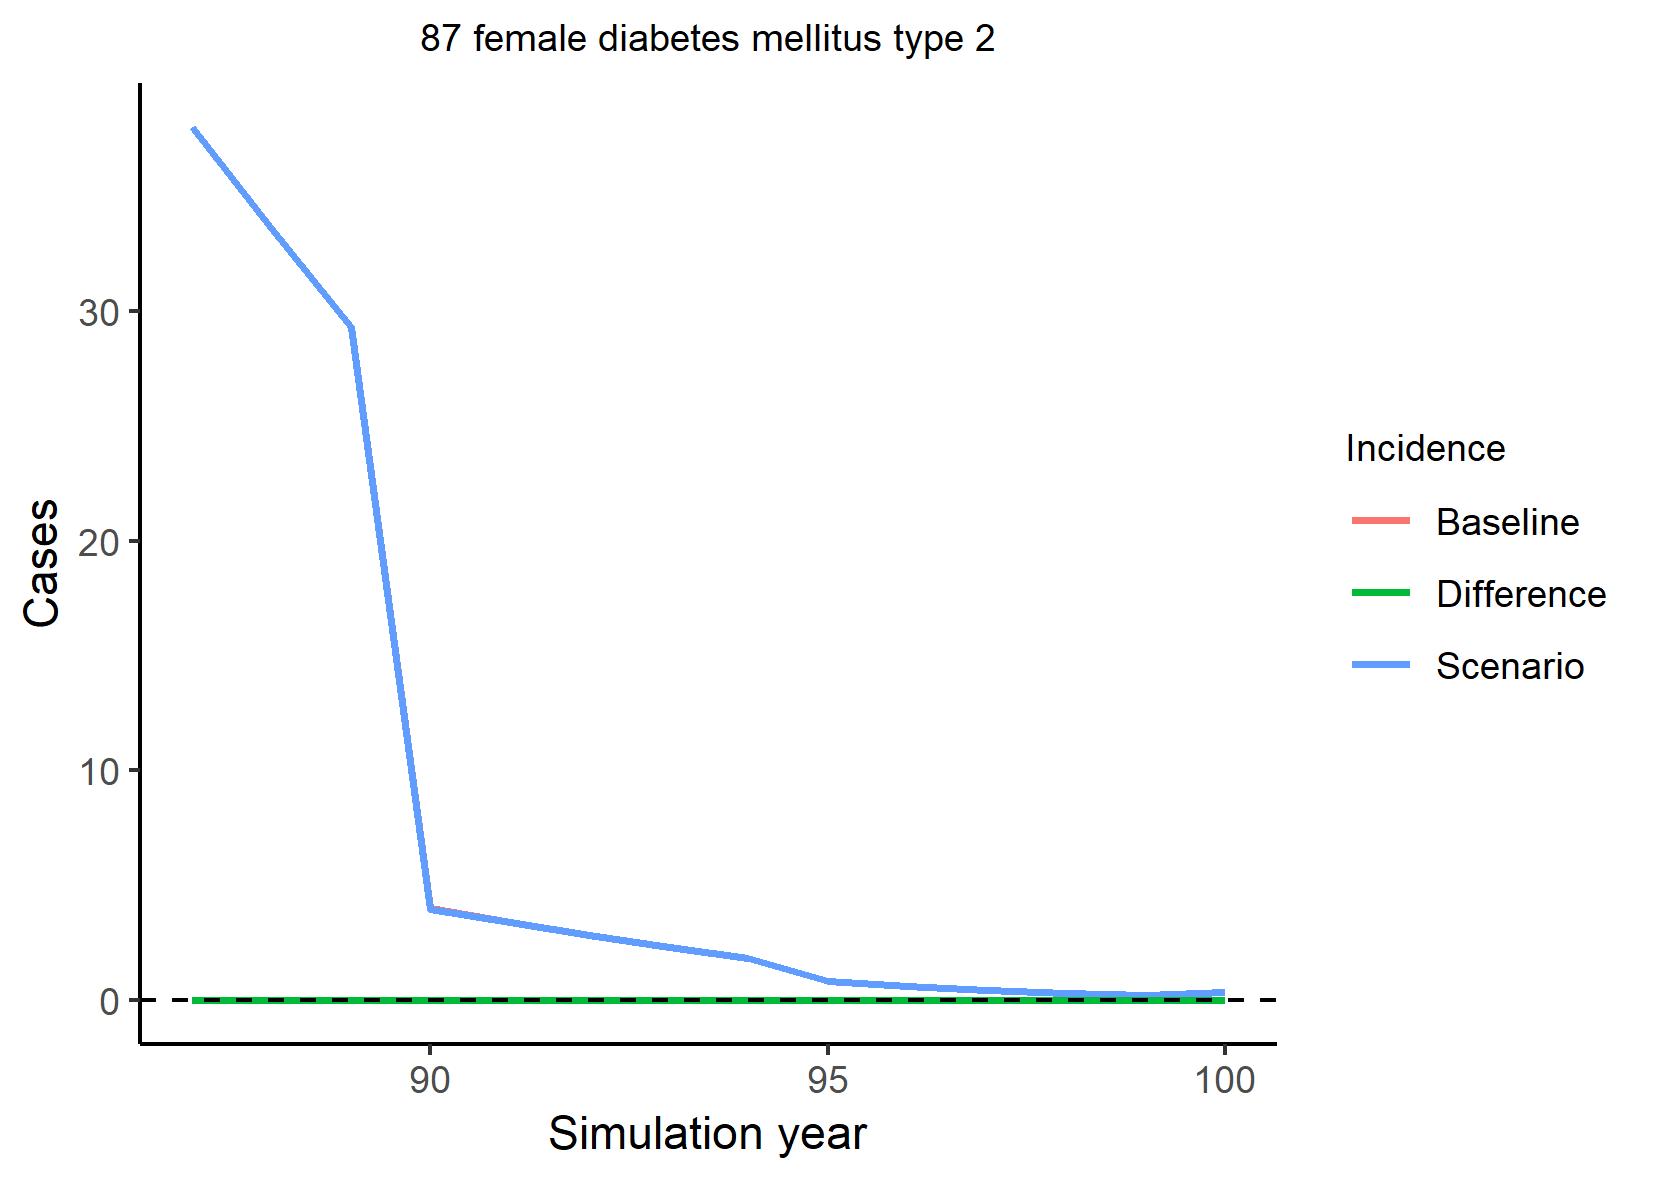 87 female diabetes mellitus type 2
Cases
30
20
10
0
90
95
100
Simulation year
Incidence
Baseline
Difference
Scenario